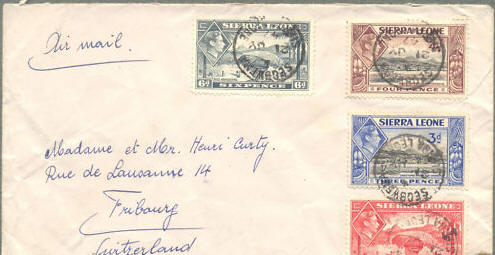 Air mail.
SIERRA LEONE
6d
6d
SIXPENCE
SIERRA LEONE
FOUR PENCE
SIERRA LEONE
3d
THREE PENCE
SIERRA LEONE
Madame et Mr. Henri Curty.
Rue de Lausanne 14
Fribourg
Switzerland